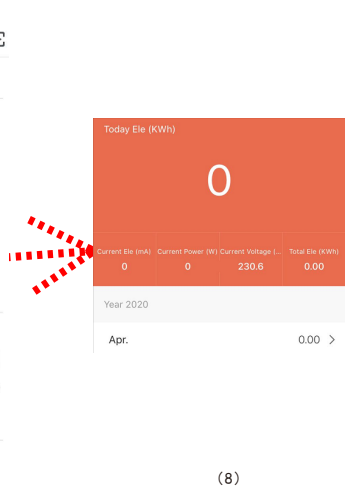 Today Ele (KWh)
0
Current Ele (mA) Current Power (W) Current Voltage (... Total Ele (KWh)
0 0 230.6 0.00
Year 2020
Apr. 0.00 >
(8)